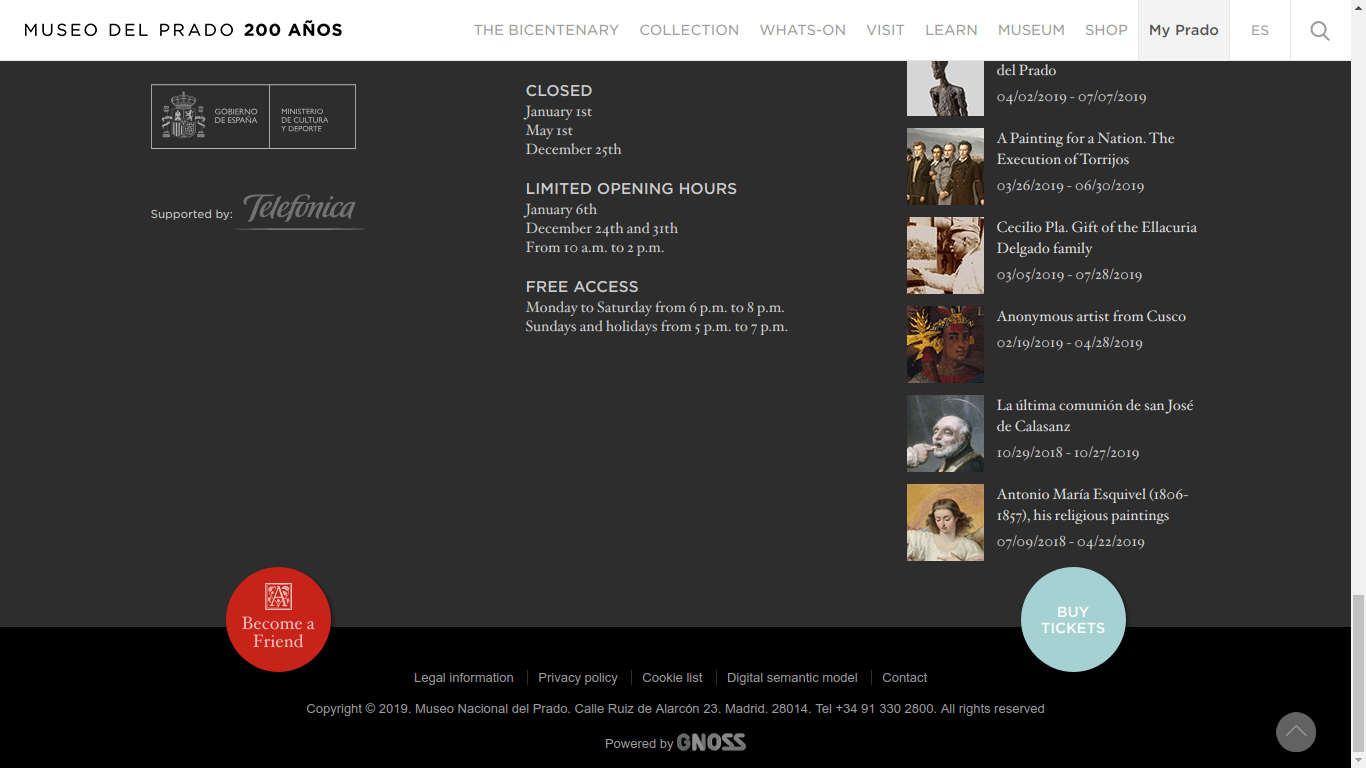 MUSEO DEL PRADO 200 AÑOS
THE BICENTENARY
COLLECTION
WHATS-ON
VISIT
LEARN
MUSEUM
SHOP
My Prado
ES
GOBIERNO
DE ESPAÑA
MINISTERIO
DE CULTURA
Y DEPORTE
Supported by: Telefónica
CLOSED
January 1st
May 1st
December 25th
LIMITED OPENING HOURS
January 6th
December 24th and 31th
From 10 a.m. to 2 p.m.
FREE ACCESS
Monday to Saturday from 6 p.m. to 8 p.m.
Sundays and holidays from 5 p.m. to 7 p.m.
del Prado
04/02/2019 - 07/07/2019
A Painting for a Nation. The
Execution of Torrijos
03/26/2019 - 06/30/2019
Cecilio Pla. Gift of the Ellacuria
Delgado family
03/05/2019 - 07/28/2019
Anonymous artist from Cusco
02/19/2019 - 04/28/2019
La última comunión de san José
de Calasanz
10/29/2018 - 10/27/2019
Antonio María Esquivel (1806-
1857), his religious paintings
07/09/2018 - 04/22/2019
A
Become a
Friend
BUY
TICKETS
Legal information
Privacy policy
Cookie list
Digital semantic model
Contact
Copyright © 2019. Museo Nacional del Prado. Calle Ruiz de Alarcón 23. Madrid. 28014. Tel +34 91 330 2800. All rights reserved
Powered by GNOSS